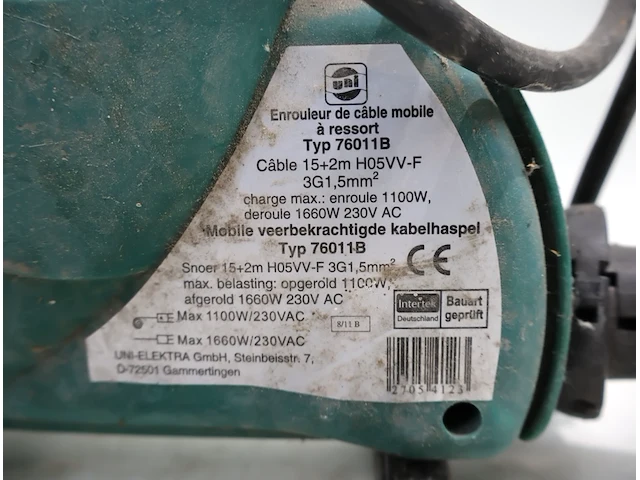 uni
Enrouleur de câble mobile
à ressort
Typ 76011B
Câble 15+2m H05VV-F
3G1,5mm²
charge max.: enroule 1100W,
deroule 1660W 230V AC
Mobile veerbekrachtigde kabelhaspel
Typ 76011B
Snoer 15+2m H05VV-F 3G1,5mm²
max. belasting: opgerold 1100W,
afgerold 1660W 230V AC
CE
Max 1100W/230VAC
8/11 B
Intertek
Deutschland
Bauart
geprüft
Max 1660W/230VAC
UNI-ELEKTRA GmbH, Steinbeisstr. 7,
D-72501 Gammertingen
2705 4123